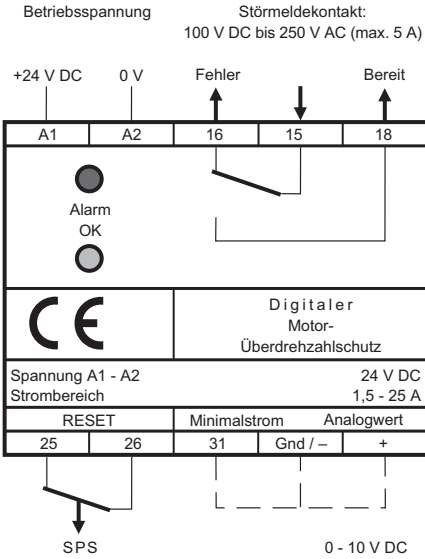 Betriebsspannung
Störmeldekontakt:
100 V DC bis 250 V AC (max. 5 A)
+24 V DC 0 V Fehler Bereit
A1 A2 16 15 18
Alarm
OK
CE
Digitaler
Motor-
Überdrehzahlschutz
Spannung A1 - A2 24 V DC
Strombereich 1,5 - 25 A
RESET Minimalstrom Analogwert
25 26 31 Gnd / – +
SPS 0 - 10 V DC